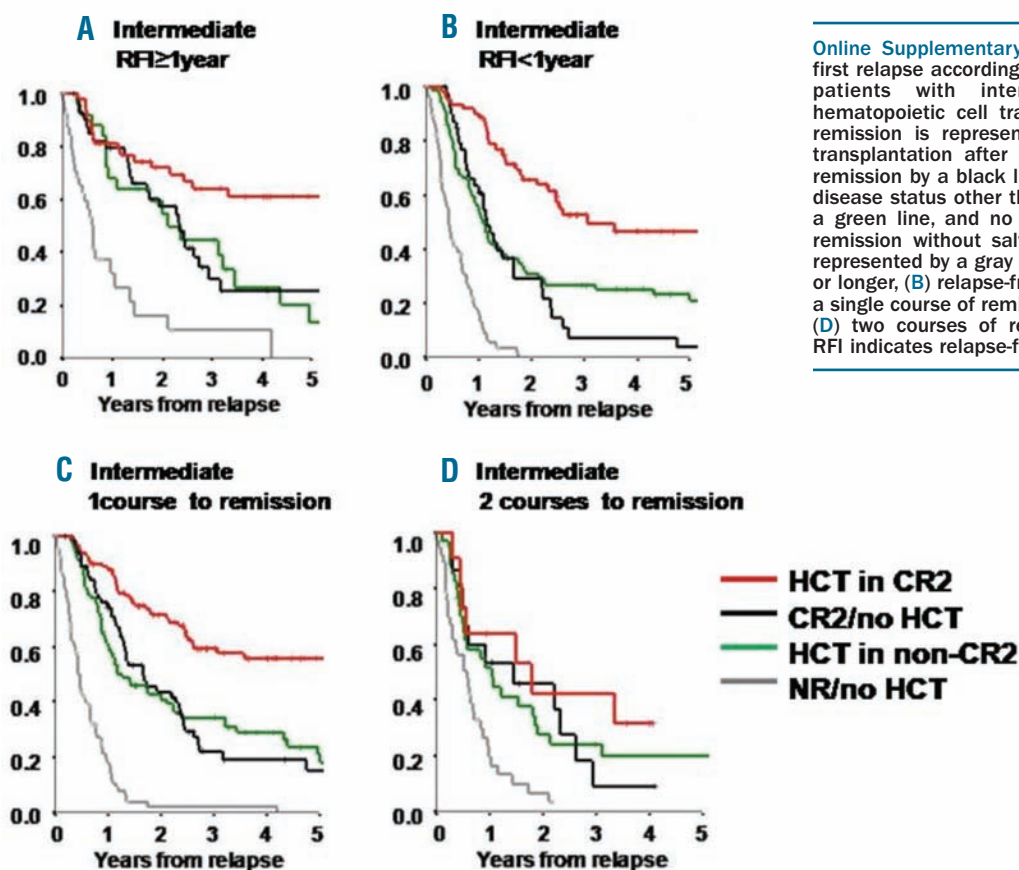 A Intermediate
RFI≥1year
1.0
0.8
0.6
0.4
0.2
0.0
0 1 2 3 4 5
Years from relapse
B Intermediate
RFI<1year
1.0
0.8
0.6
0.4
0.2
0.0
0 1 2 3 4 5
Years from relapse
Online Supplementary
first relapse according
patients with inter
hematopoietic cell tra
remission is represen
transplantation after
remission by a black l
disease status other th
a green line, and no
remission without salv
represented by a gray
or longer, (B) relapse-fr
a single course of remi
(D) two courses of re
RFI indicates relapse-f
C Intermediate
1course to remission
1.0
0.8
0.6
0.4
0.2
0.0
0 1 2 3 4 5
Years from relapse
D Intermediate
2 courses to remission
1.0
0.8
0.6
0.4
0.2
0.0
0 1 2 3 4 5
Years from relapse
HCT in CR2
CR2/no HCT
HCT in non-CR2
NR/no HCT